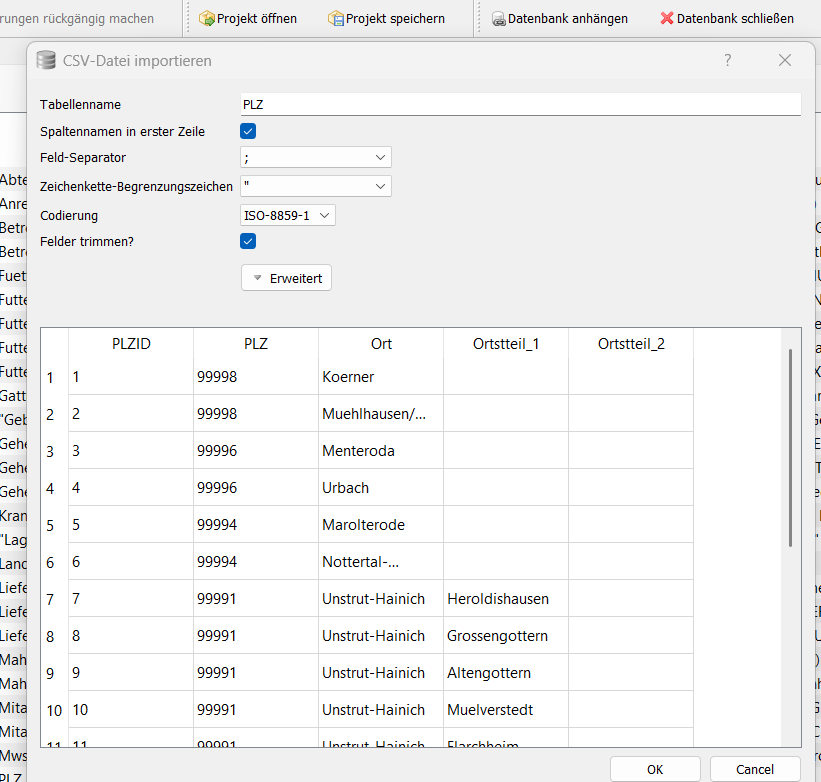 rungen rückgängig machen Projekt öffnen Projekt speichern Datenbank anhängen Datenbank schließen
CSV-Datei importieren ?
Tabellenname PLZ
Spaltennamen in erster Zeile
Feld-Separator ;
Zeichenkette-Begrenzungszeichen "
Codierung ISO-8859-1
Felder trimmen?
Erweitert
PLZID PLZ Ort Ortstteil_1 Ortstteil_2
1 1 99998 Koerner
2 2 99998 Muehlhausen/...
3 3 99996 Menteroda
4 4 99996 Urbach
5 5 99994 Marolterode
6 6 99994 Nottertal-...
7 7 99991 Unstrut-Hainich Heroldishausen
8 8 99991 Unstrut-Hainich Grossengottern
9 9 99991 Unstrut-Hainich Altengottern
10 10 99991 Unstrut-Hainich Muelverstedt
11 11 99991 Unstrut-Hainich Flarchheim
OK Cancel
Abte
Anre
Betr
Betr
Fuet
Futte
Futte
Futte
Futte
Gatt
"Geb
Gehe
Gehe
Gehe
Kran
"Lag
Land
Liefe
Liefe
Liefe
Mah
Mah
Mita
Mita
Mws
PLZ